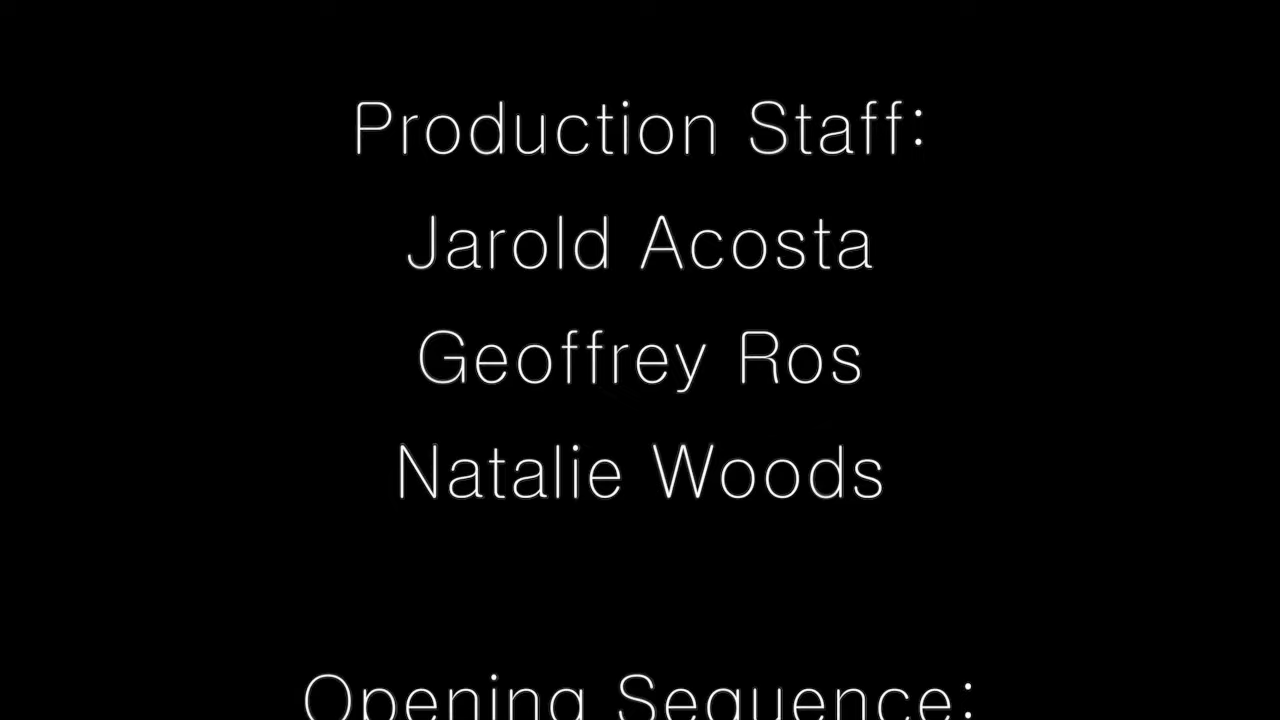 Production Staff:
Jarold Acosta
Geoffrey Ros
Natalie Woods
Opening Sequence: